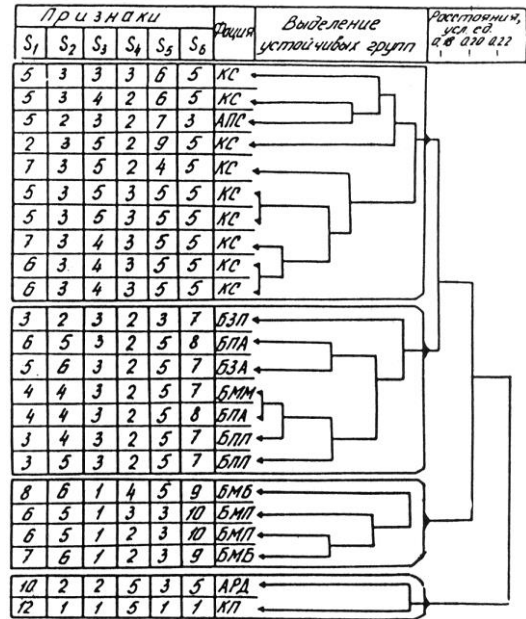 Признаки Фация Выделение устойчивых групп Расстояния, усл. ед.
S1 S2 S3 S4 S5 S6 0,18 0,20 0,22
5 3 3 3 6 5 КС
5 3 4 2 6 5 КС
5 2 3 2 7 3 АПС
2 3 5 2 9 5 КС
7 3 5 2 4 5 КС
5 3 5 3 5 5 КС
5 3 5 3 5 5 КС
7 3 4 3 5 5 КС
6 3 4 3 5 5 КС
6 3 4 3 5 5 КС
3 2 3 2 3 7 БЗП
6 5 3 2 5 8 БПА
5 6 3 2 5 7 БЗА
4 4 3 2 5 7 БММ
4 4 3 2 5 8 БПА
3 4 3 2 5 7 БПП
3 5 3 2 5 7 БПП
8 6 1 4 5 9 БМБ
6 5 1 3 3 10 БМП
6 5 1 2 3 10 БМП
7 6 1 2 3 9 БМБ
10 2 2 5 3 5 АРД
12 1 1 5 1 1 КП